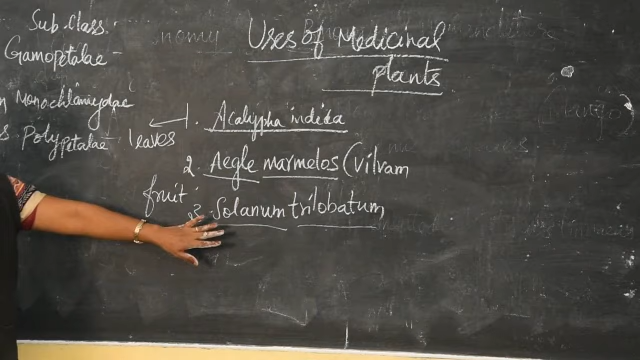 Sub.Class.
Gamopetalae -
Monochlamydae
Polypetalae
Uses of Medicinal
plants
leaves
1. Acalypha indica
2. Aegle marmelos (Vilvam
fruit
3. Solanum trilobatum